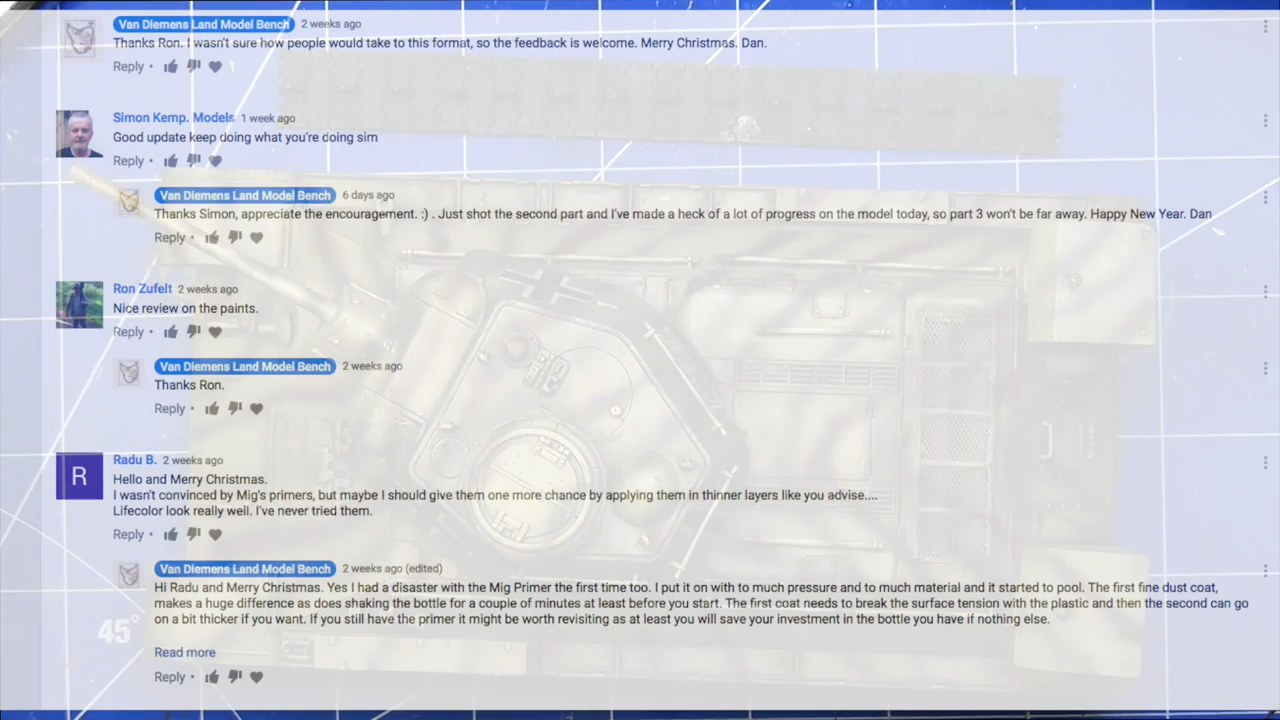 Van Diemens Land Model Bench 2 weeks ago
Thanks Ron. I wasn't sure how people would take to this format, so the feedback is welcome. Merry Christmas. Dan.
Reply
Simon Kemp. Models 1 week ago
Good update keep doing what you're doing sim
Reply
Van Diemens Land Model Bench 6 days ago
Thanks Simon, appreciate the encouragement. :) . Just shot the second part and I've made a heck of a lot of progress on the model today, so part 3 won't be far away. Happy New Year. Dan
Reply
Ron Zufelt 2 weeks ago
Nice review on the paints.
Reply
Van Diemens Land Model Bench 2 weeks ago
Thanks Ron.
Reply
R
Radu B. 2 weeks ago
Hello and Merry Christmas.
I wasn't convinced by Mig's primers, but maybe I should give them one more chance by applying them in thinner layers like you advise....
Lifecolor look really well. I've never tried them.
Reply
Van Diemens Land Model Bench 2 weeks ago (edited)
Hi Radu and Merry Christmas. Yes I had a disaster with the Mig Primer the first time too. I put it on with to much pressure and to much material and it started to pool. The first fine dust coat,
makes a huge difference as does shaking the bottle for a couple of minutes at least before you start. The first coat needs to break the surface tension with the plastic and then the second can go
on a bit thicker if you want. If you still have the primer it might be worth revisiting as at least you will save your investment in the bottle you have if nothing else.
45°
Read more
Reply